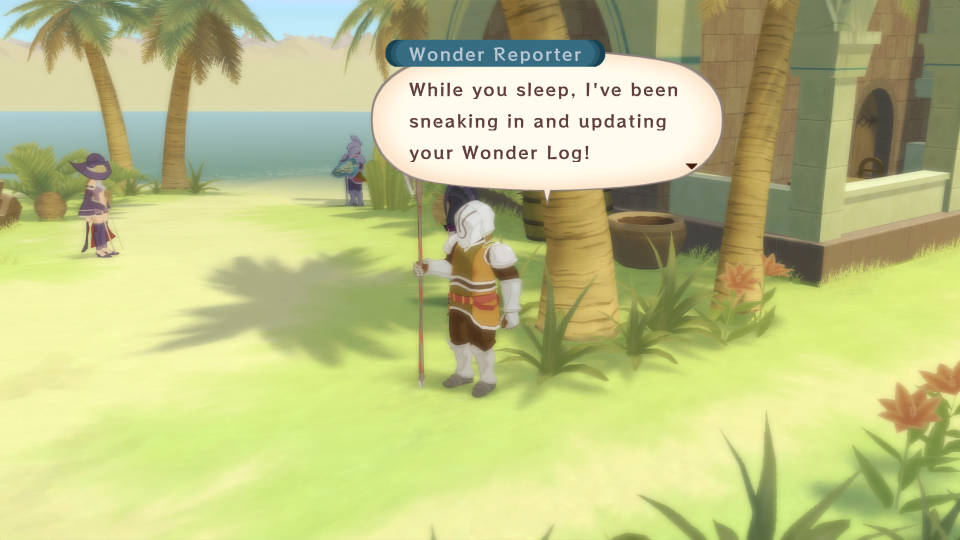 Wonder Reporter
While you sleep, I've been
sneaking in and updating
your Wonder Log!